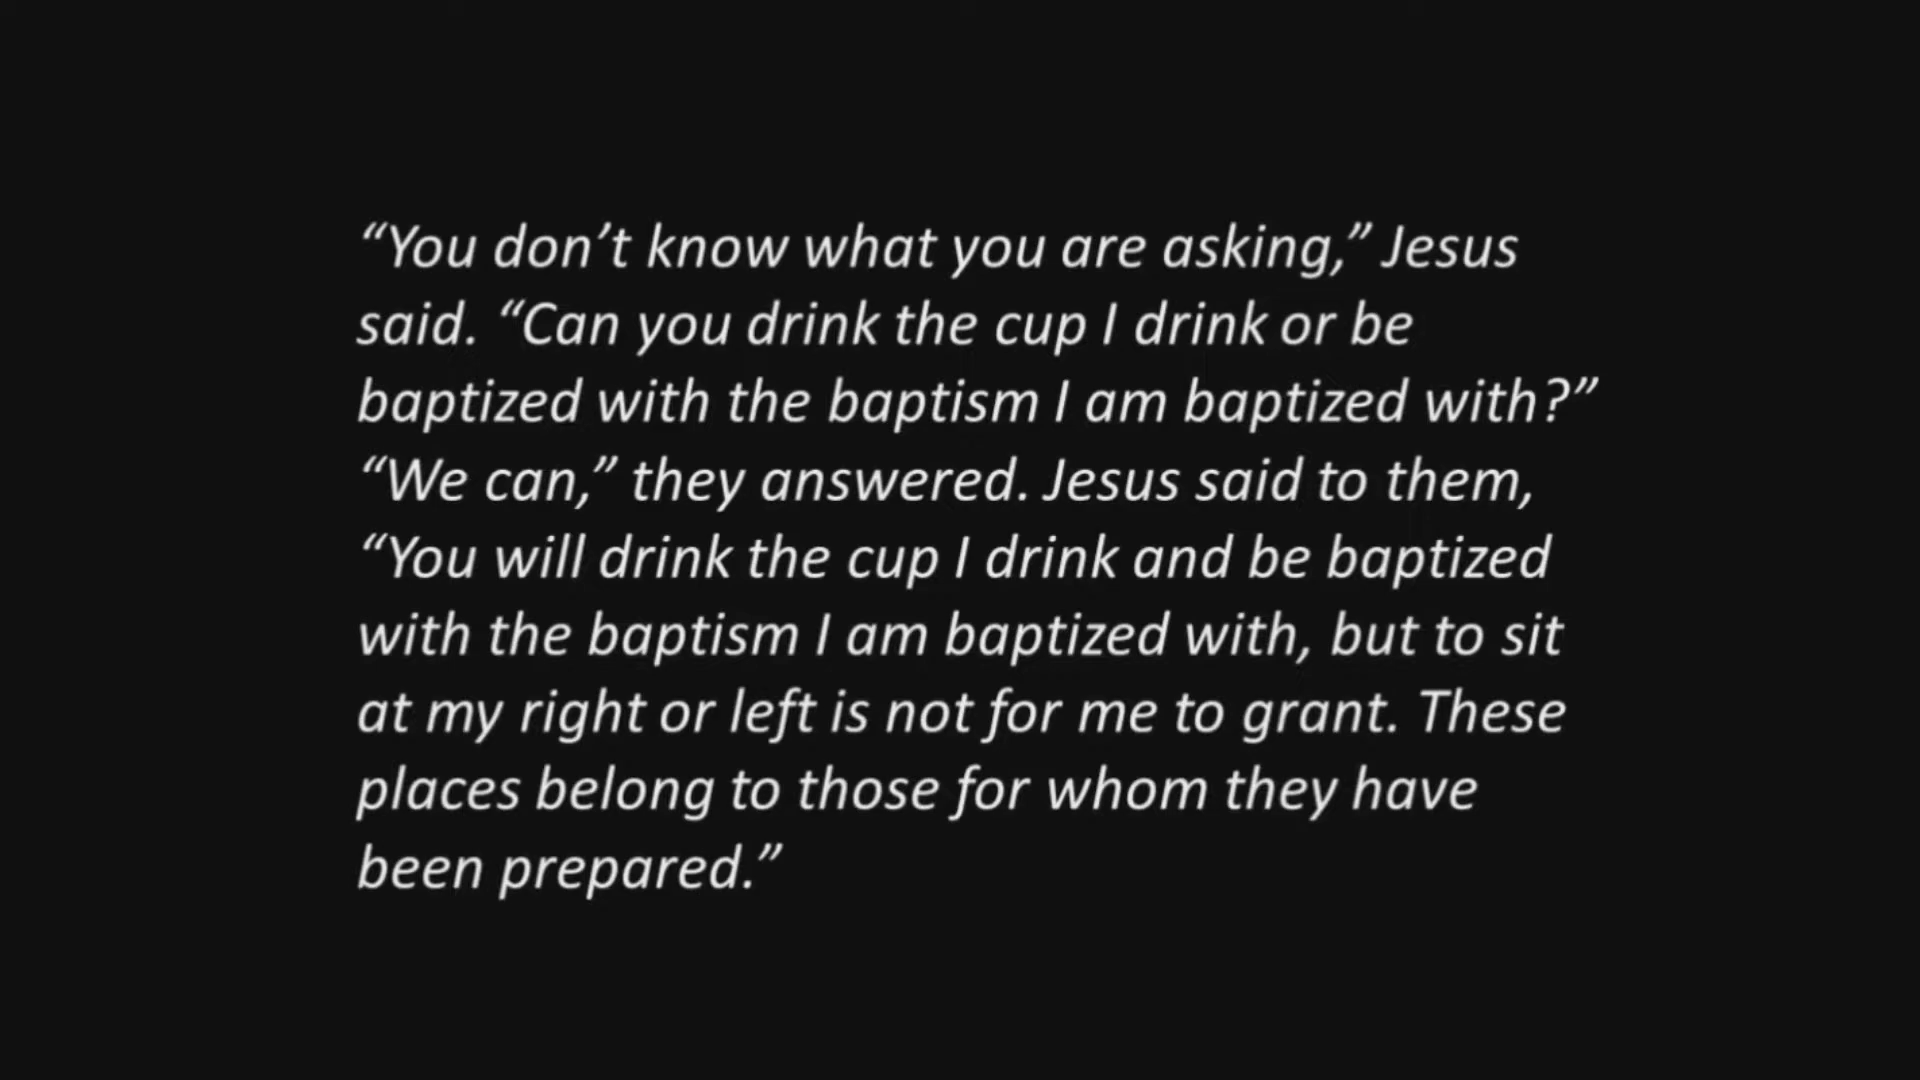 “You don’t know what you are asking,” Jesus
said. “Can you drink the cup I drink or be
baptized with the baptism I am baptized with?”
“We can,” they answered. Jesus said to them,
“You will drink the cup I drink and be baptized
with the baptism I am baptized with, but to sit
at my right or left is not for me to grant. These
places belong to those for whom they have
been prepared.”